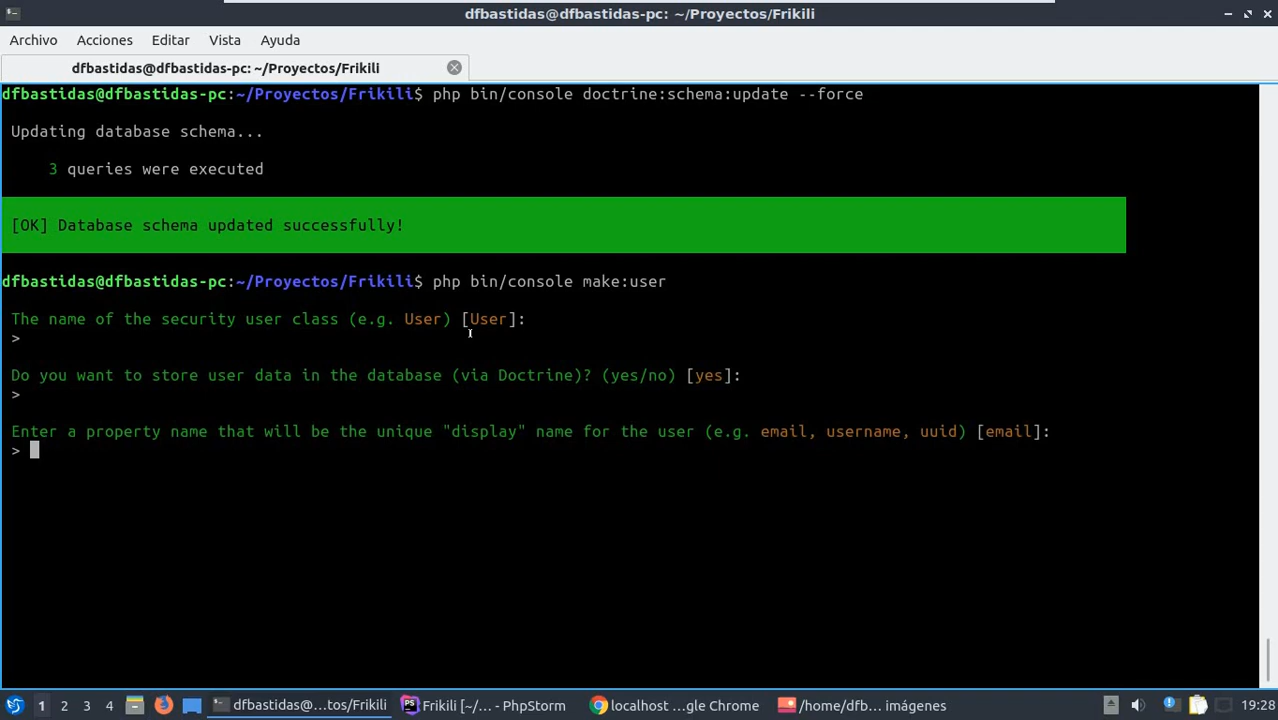 dfbastidas@dfbastidas-pc: ~/Proyectos/Frikili
Archivo Acciones Editar Vista Ayuda
dfbastidas@dfbastidas-pc: ~/Proyectos/Frikili
dfbastidas@dfbastidas-pc:~/Proyectos/Frikili$ php bin/console doctrine:schema:update --force
Updating database schema...
3 queries were executed
[OK] Database schema updated successfully!
dfbastidas@dfbastidas-pc:~/Proyectos/Frikili$ php bin/console make:user
The name of the security user class (e.g. User) [User]:
>
Do you want to store user data in the database (via Doctrine)? (yes/no) [yes]:
>
Enter a property name that will be the unique "display" name for the user (e.g. email, username, uuid) [email]:
>
1 2 3 4 dfbastidas@...tos/Frikili Frikili [~/... - PhpStorm localhost ...gle Chrome /home/dfb... imágenes 19:28